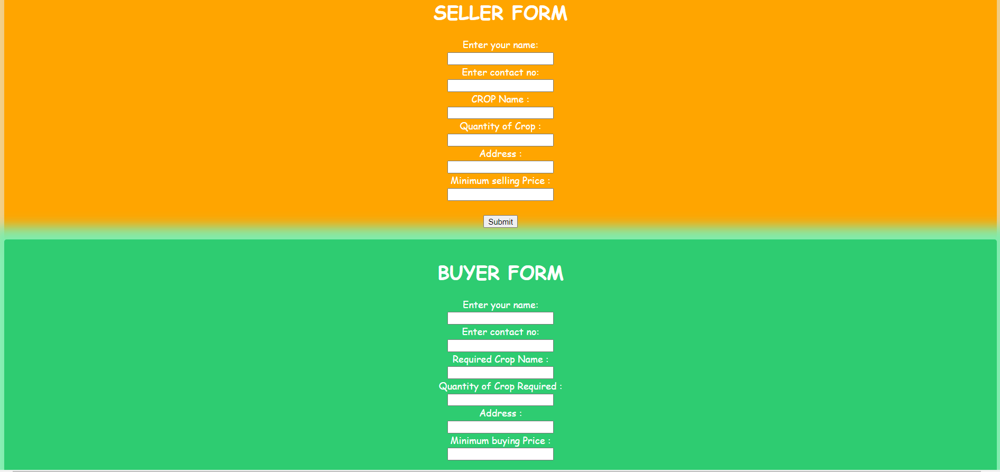 SELLER FORM
Enter your name:
Enter contact no:
CROP Name :
Quantity of Crop :
Address :
Minimum selling Price :
Submit
BUYER FORM
Enter your name:
Enter contact no:
Required Crop Name :
Quantity of Crop Required :
Address :
Minimum buying Price :